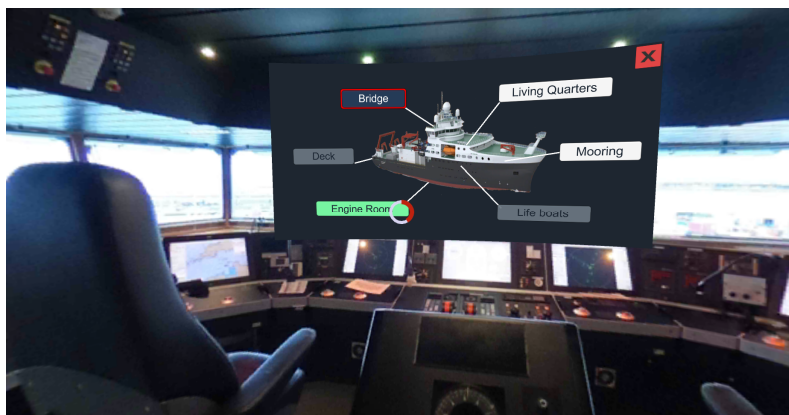 Bridge
Living Quarters
Deck
Mooring
Engine Room
Life boats